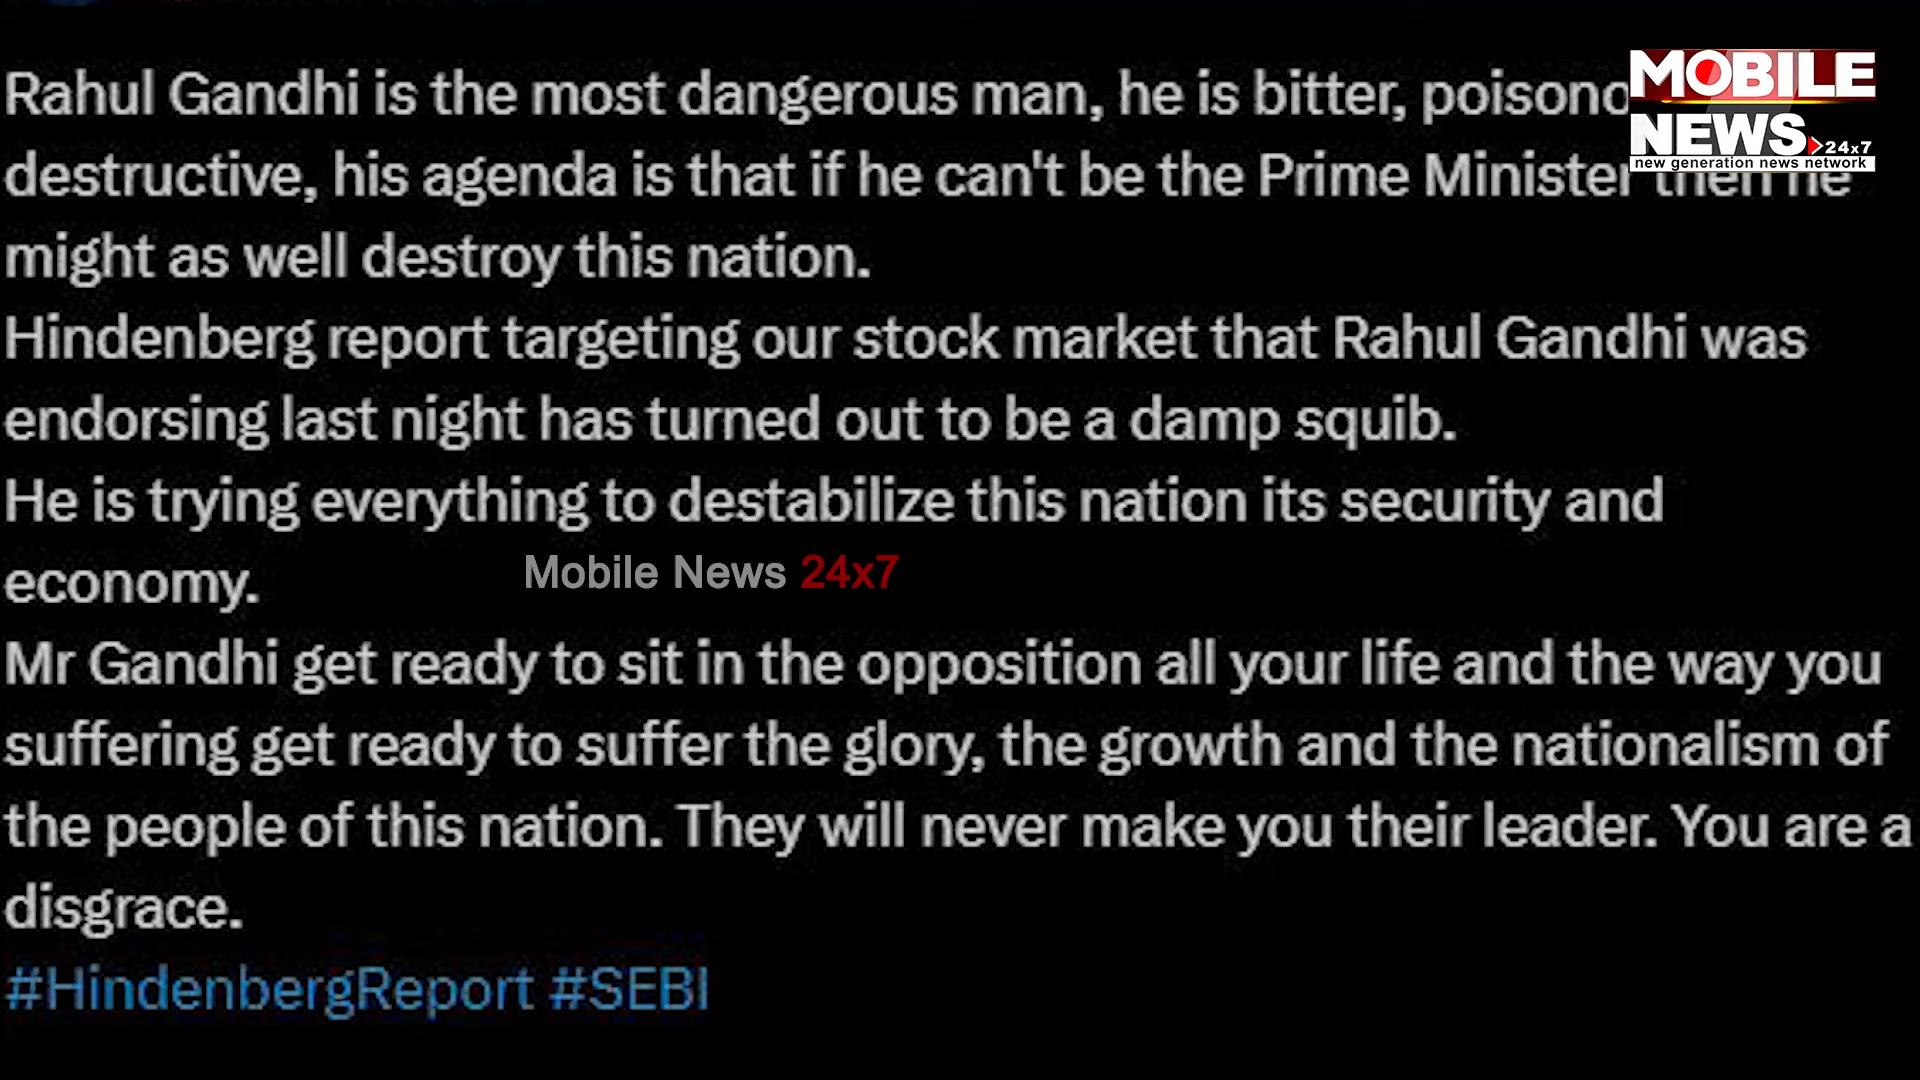 Rahul Gandhi is the most dangerous man, he is bitter,
MOBILE
NEWS 24x7
new generation news network
destructive, his agenda is that if he can't be the Prime Minister then he
might as well destroy this nation.
Hindenberg report targeting our stock market that Rahul Gandhi was
endorsing last night has turned out to be a damp squib.
He is trying everything to destabilize this nation its security and
economy.
Mobile News 24x7
Mr Gandhi get ready to sit in the opposition all your life and the way you
suffering get ready to suffer the glory, the growth and the nationalism of
the people of this nation. They will never make you their leader. You are a
disgrace.
#HindenbergReport #SEBI